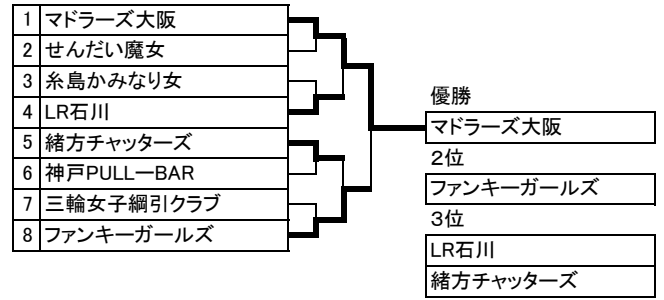 1 マドラーズ大阪
2 せんだい魔女
3 糸島かみなり女
4 LR石川
5 緒方チャッターズ
6 神戸PULLーBAR
7 三輪女子綱引クラブ
8 ファンキーガールズ
優勝
マドラーズ大阪
2位
ファンキーガールズ
3位
LR石川
緒方チャッターズ